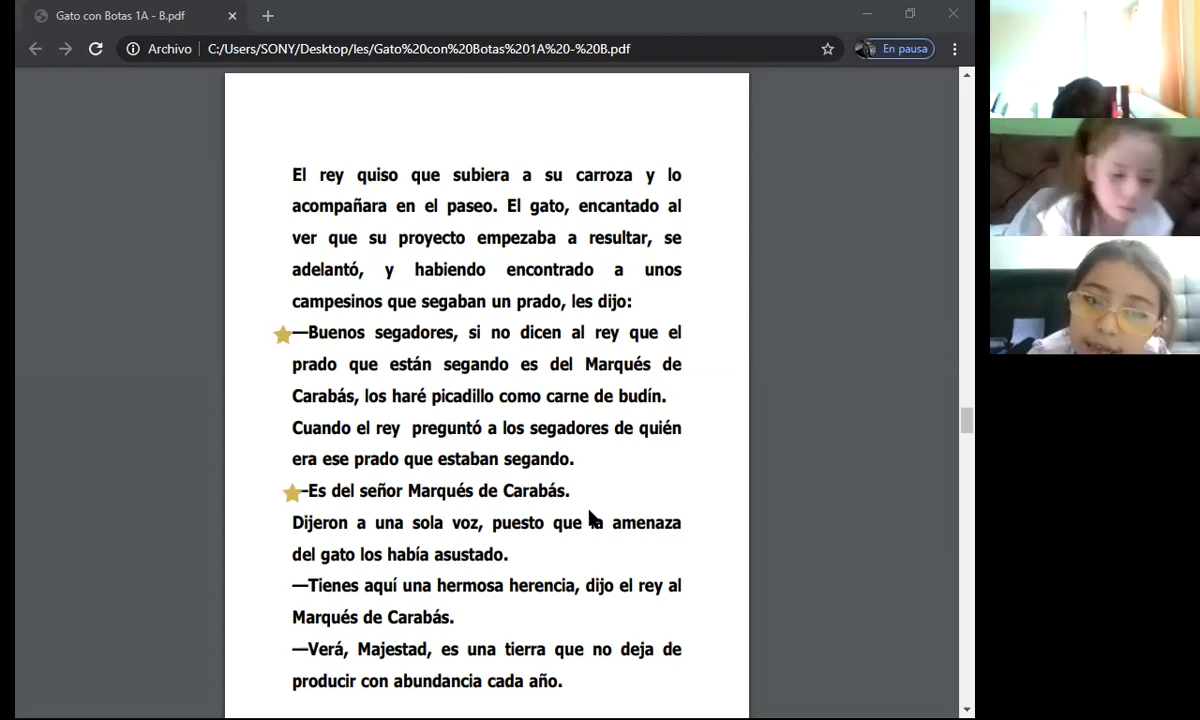 Gato con Botas 1A - B.pdf
Archivo
C:/Users/SONY/Desktop/les/Gato%20con%20Botas%201A%20-%20B.pdf
En pausa
El rey quiso que subiera a su carroza y lo
acompañara en el paseo. El gato, encantado al
ver que su proyecto empezaba a resultar, se
adelantó, y habiendo encontrado a unos
campesinos que segaban un prado, les dijo:
—Buenos segadores, si no dicen al rey que el
prado que están segando es del Marqués de
Carabás, los haré picadillo como carne de budín.
Cuando el rey preguntó a los segadores de quién
era ese prado que estaban segando.
—Es del señor Marqués de Carabás.
Dijeron a una sola voz, puesto que la amenaza
del gato los había asustado.
—Tienes aquí una hermosa herencia, dijo el rey al
Marqués de Carabás.
—Verá, Majestad, es una tierra que no deja de
producir con abundancia cada año.